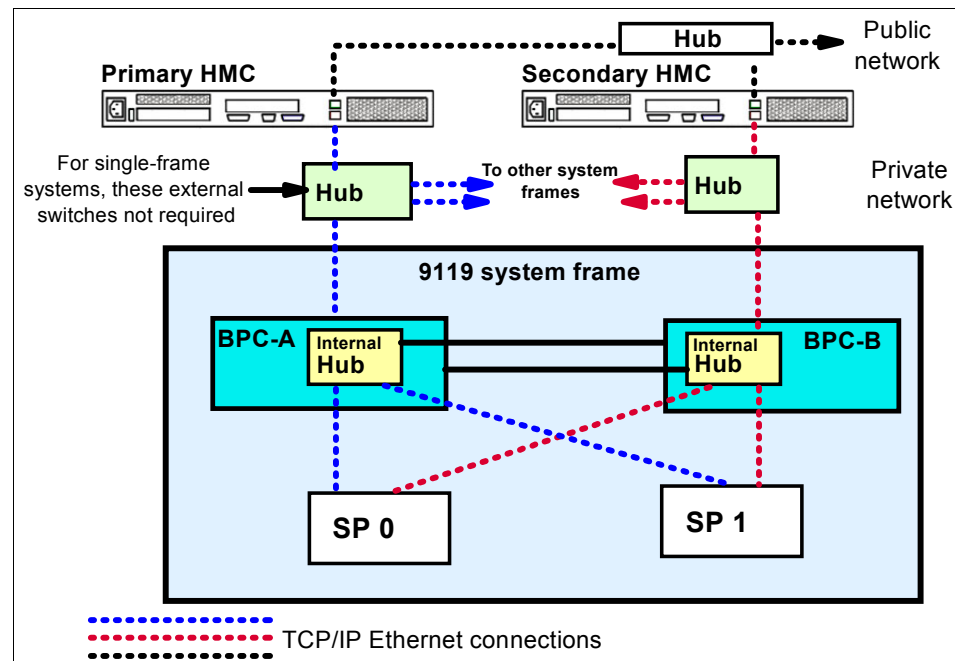 Hub
Public
network
Primary HMC
Secondary HMC
For single-frame
systems, these external
switches not required
Hub
To other system
frames
Hub
Private
network
9119 system frame
BPC-A
Internal
Hub
Internal
Hub
BPC-B
SP 0
SP 1
TCP/IP Ethernet connections